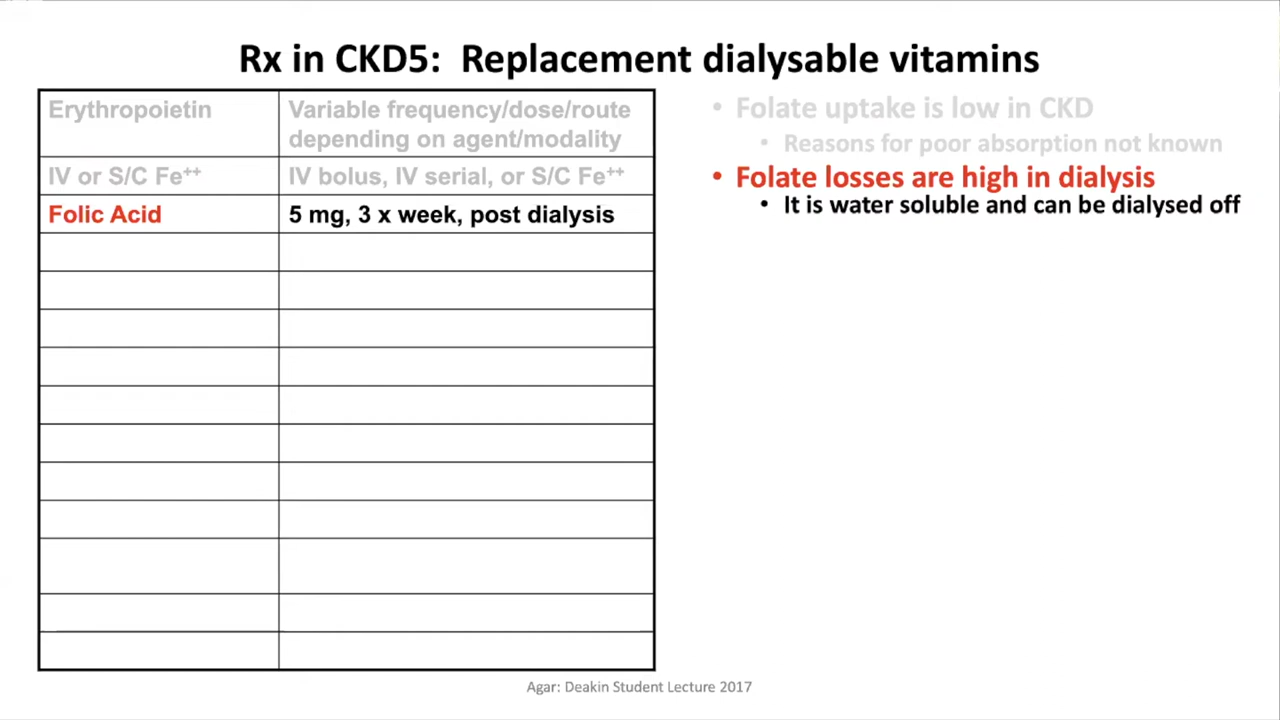 Rx in CKD5:  Replacement dialysable vitamins
Erythropoietin
Variable frequency/dose/route
depending on agent/modality
IV or S/C Fe++
IV bolus, IV serial, or S/C Fe++
Folic Acid
5 mg, 3 x week, post dialysis
• Folate uptake is low in CKD
• Reasons for poor absorption not known
• Folate losses are high in dialysis
• It is water soluble and can be dialysed off
Agar: Deakin Student Lecture 2017